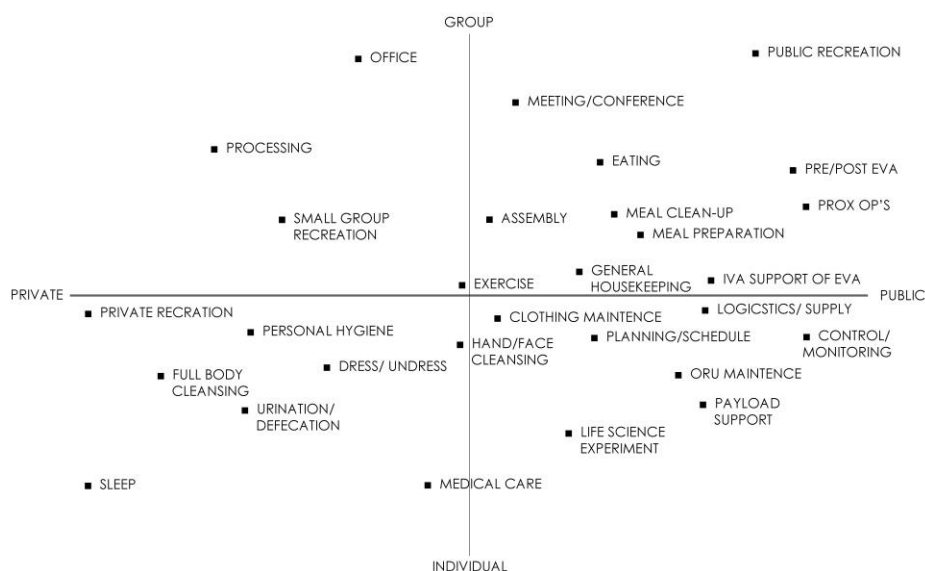 GROUP
OFFICE
PUBLIC RECREATION
MEETING/CONFERENCE
PROCESSING
EATING
PRE/POST EVA
SMALL GROUP
RECREATION
ASSEMBLY
MEAL CLEAN-UP
PROX OP'S
MEAL PREPARATION
EXERCISE
GENERAL
HOUSEKEEPING
IVA SUPPORT OF EVA
PRIVATE
PUBLIC
PRIVATE RECRATION
LOGICSTICS/ SUPPLY
CLOTHING MAINTENCE
PERSONAL HYGIENE
HAND/FACE
CLEANSING
PLANNING/SCHEDULE
CONTROL/
MONITORING
DRESS/ UNDRESS
FULL BODY
CLEANSING
ORU MAINTENCE
URINATION/
DEFECATION
PAYLOAD
SUPPORT
LIFE SCIENCE
EXPERIMENT
SLEEP
MEDICAL CARE
INDIVIDUAL